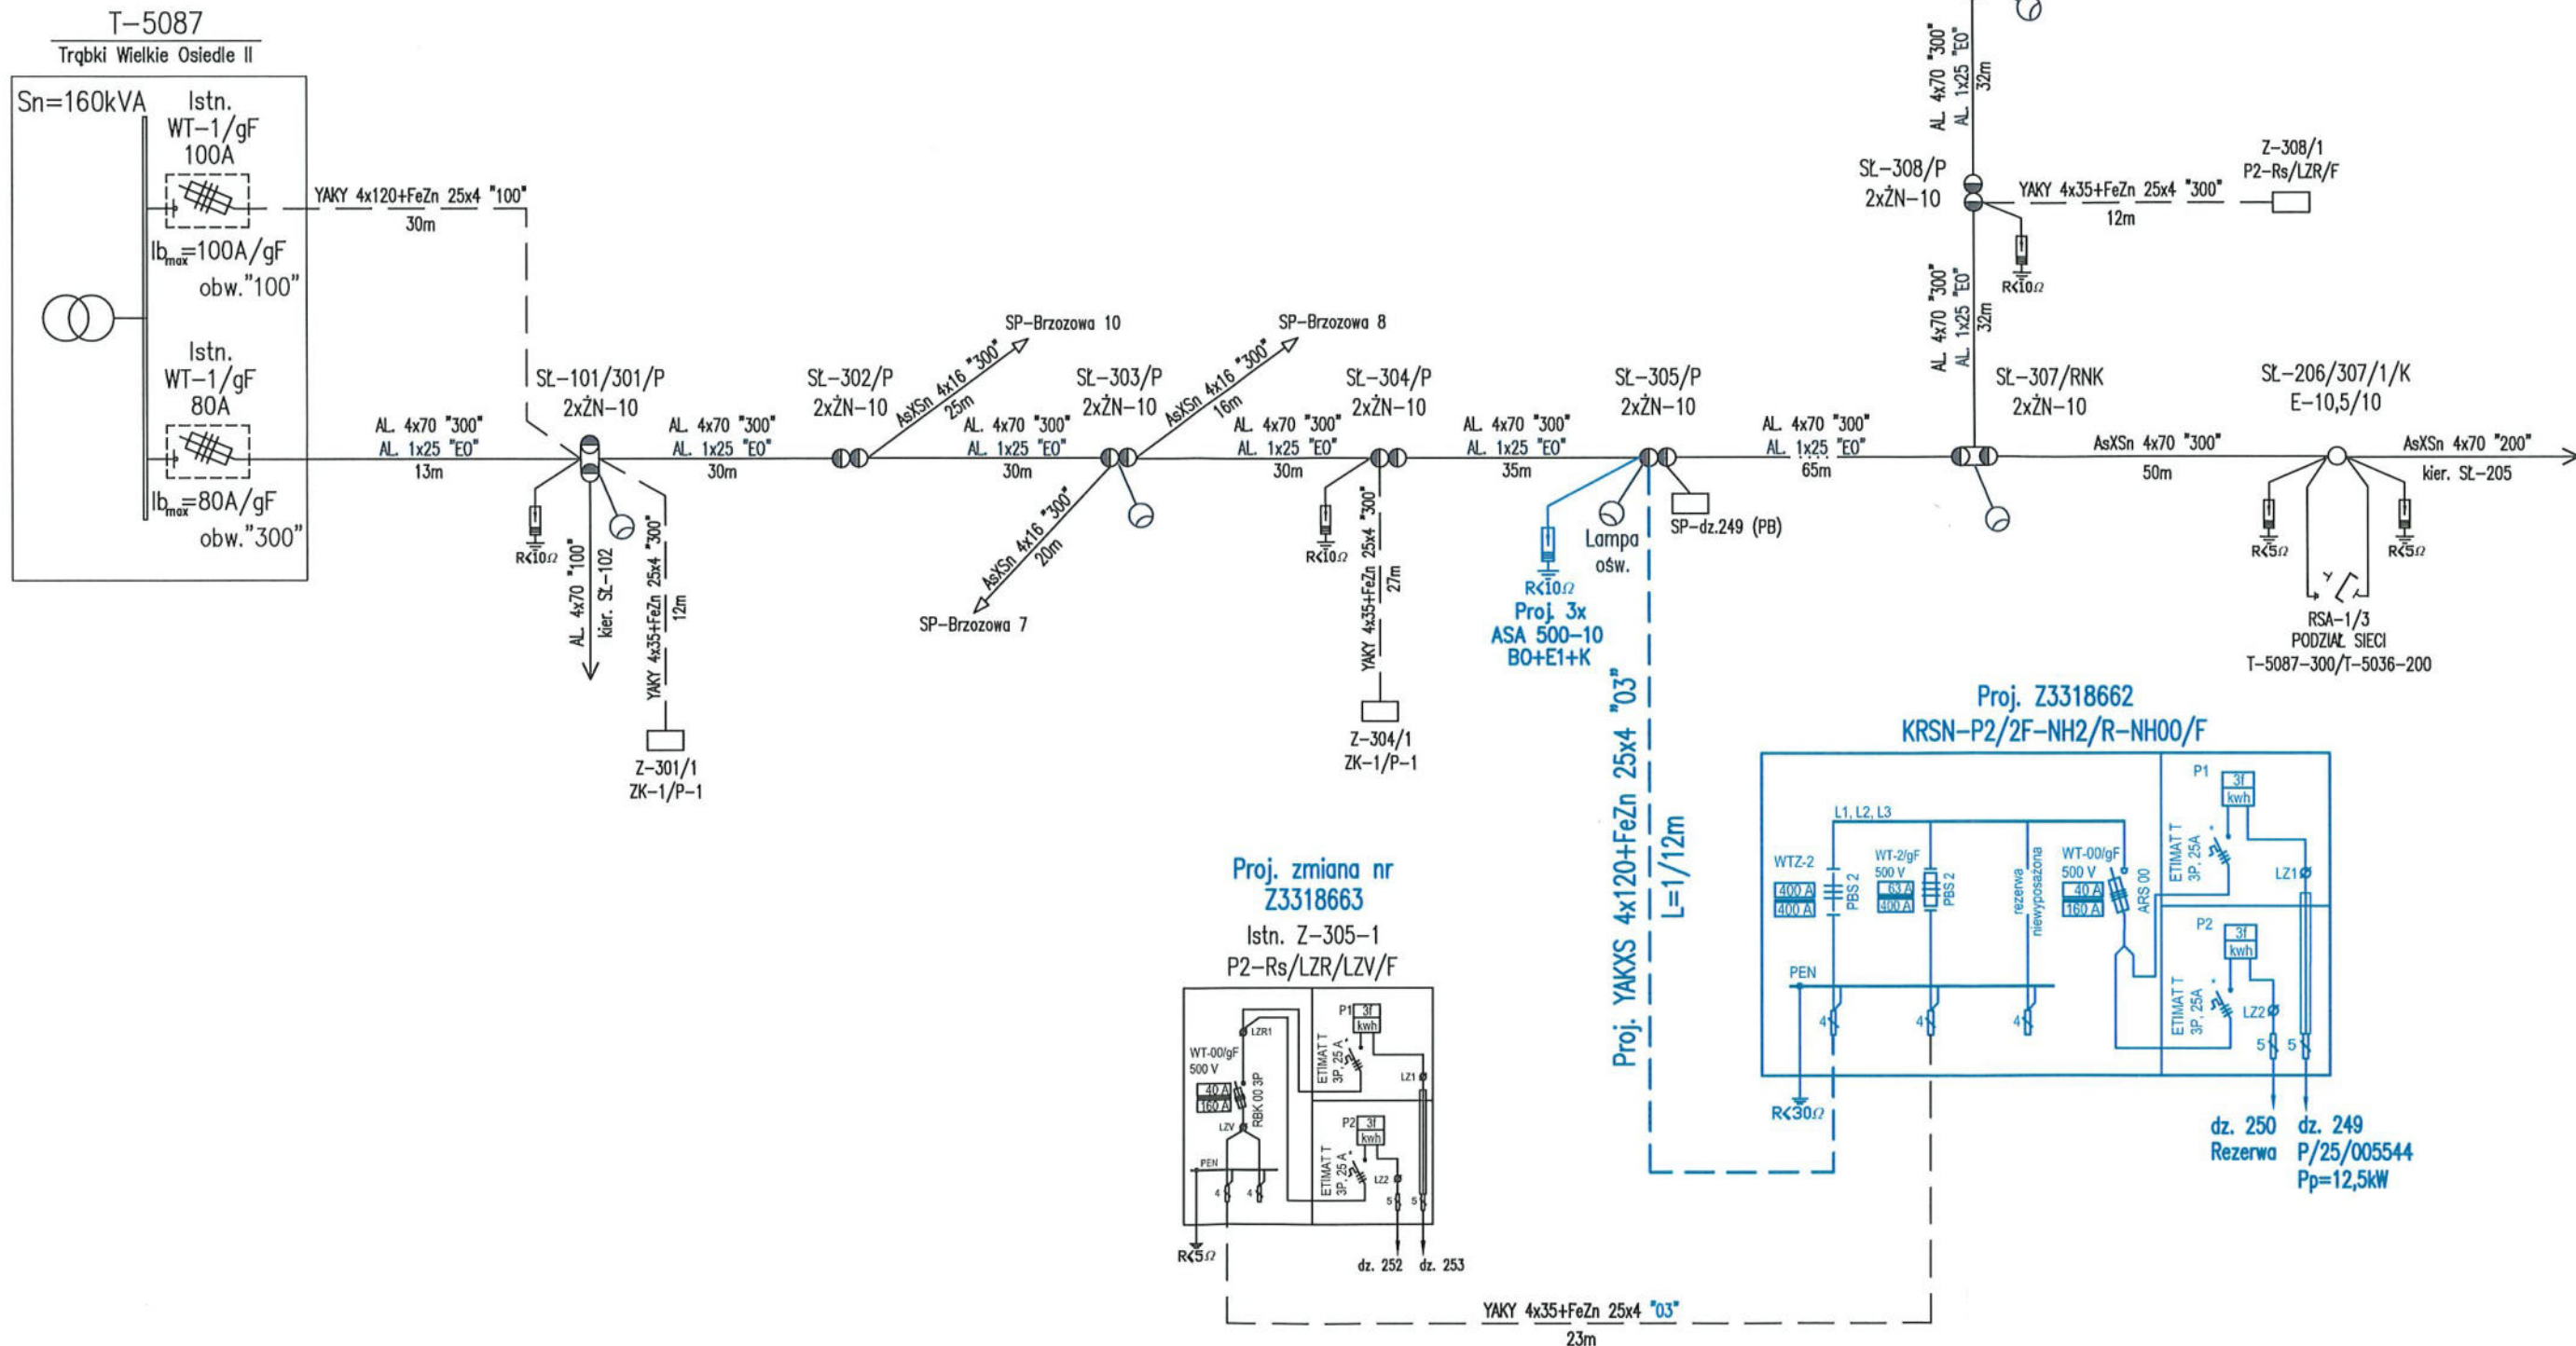 T-5087
Trąbki Wielkie Osiedle II
Sn=160kVA
Istn.
WT-1/gF
100A
Ibmax=100A/gF
obw."100"
Istn.
WT-1/gF
80A
Ibmax=80A/gF
obw."300"
YAKY 4x120+FeZn 25x4 "100"
30m
AL. 4x70 "300"
AL. 1x25 "EO"
13m
SŁ-101/301/P
2xŻN-10
R<10Ω
AL. 4x70 "100"
kier. SŁ-102
YAKY 4x35+FeZn 25x4 "300"
12m
Z-301/1
ZK-1/P-1
AL. 4x70 "300"
AL. 1x25 "EO"
30m
SŁ-302/P
2xŻN-10
AsXSn 4x16 "300"
25m
SP-Brzozowa 10
AL. 4x70 "300"
AL. 1x25 "EO"
30m
SŁ-303/P
2xŻN-10
AsXSn 4x16 "300"
16m
SP-Brzozowa 8
AsXSn 4x16 "300"
20m
SP-Brzozowa 7
AL. 4x70 "300"
AL. 1x25 "EO"
30m
SŁ-304/P
2xŻN-10
R<10Ω
YAKY 4x35+FeZn 25x4 "300"
27m
Z-304/1
ZK-1/P-1
AL. 4x70 "300"
AL. 1x25 "EO"
35m
SŁ-305/P
2xŻN-10
R<10Ω
Proj. 3x
ASA 500-10
BO+E1+K
Lampa
ośw.
SP-dz.249 (PB)
AL. 4x70 "300"
AL. 1x25 "EO"
65m
SŁ-307/RNK
2xŻN-10
AL. 4x70 "300"
AL. 1x25 "EO"
32m
SŁ-308/P
2xŻN-10
AL. 4x70 "300"
AL. 1x25 "EO"
32m
YAKY 4x35+FeZn 25x4 "300"
12m
Z-308/1
P2-Rs/LZR/F
R<10Ω
AsXSn 4x70 "300"
50m
SŁ-206/307/1/K
E-10,5/10
AsXSn 4x70 "200"
kier. SŁ-205
R<5Ω
R<5Ω
RSA-1/3
PODZIAŁ SIECI
T-5087-300/T-5036-200
Proj. YAKXS 4x120+FeZn 25x4 "03"
L=1/12m
Proj. Z3318662
KRSN-P2/2F-NH2/R-NH00/F
L1, L2, L3
WTZ-2
400 A
400 A
PBS 2
WT-2/gF
500 V
63 A
400 A
PBS 2
rezerwa
niewyposażona
WT-00/gF
500 V
40 A
160 A
ARS 00
PEN
4
4
4
R<30Ω
P1
3f
kwh
ETIMAT T
3P, 25A
LZ1
P2
3f
kwh
ETIMAT T
3P, 25A
LZ2
5
5
dz. 250
Rezerwa
dz. 249
P/25/005544
Pp=12,5kW
Proj. zmiana nr
Z3318663
Istn. Z-305-1
P2-Rs/LZR/LZV/F
LZR1
WT-00/gF
500 V
40 A
160 A
RBK 00 3P
LZV
PEN
4
4
R<5Ω
P1
3f
kwh
ETIMAT T
3P, 25 A
LZ1
P2
3f
kwh
ETIMAT T
3P, 25 A
LZ2
5
5
dz. 252
dz. 253
YAKY 4x35+FeZn 25x4 "03"
23m